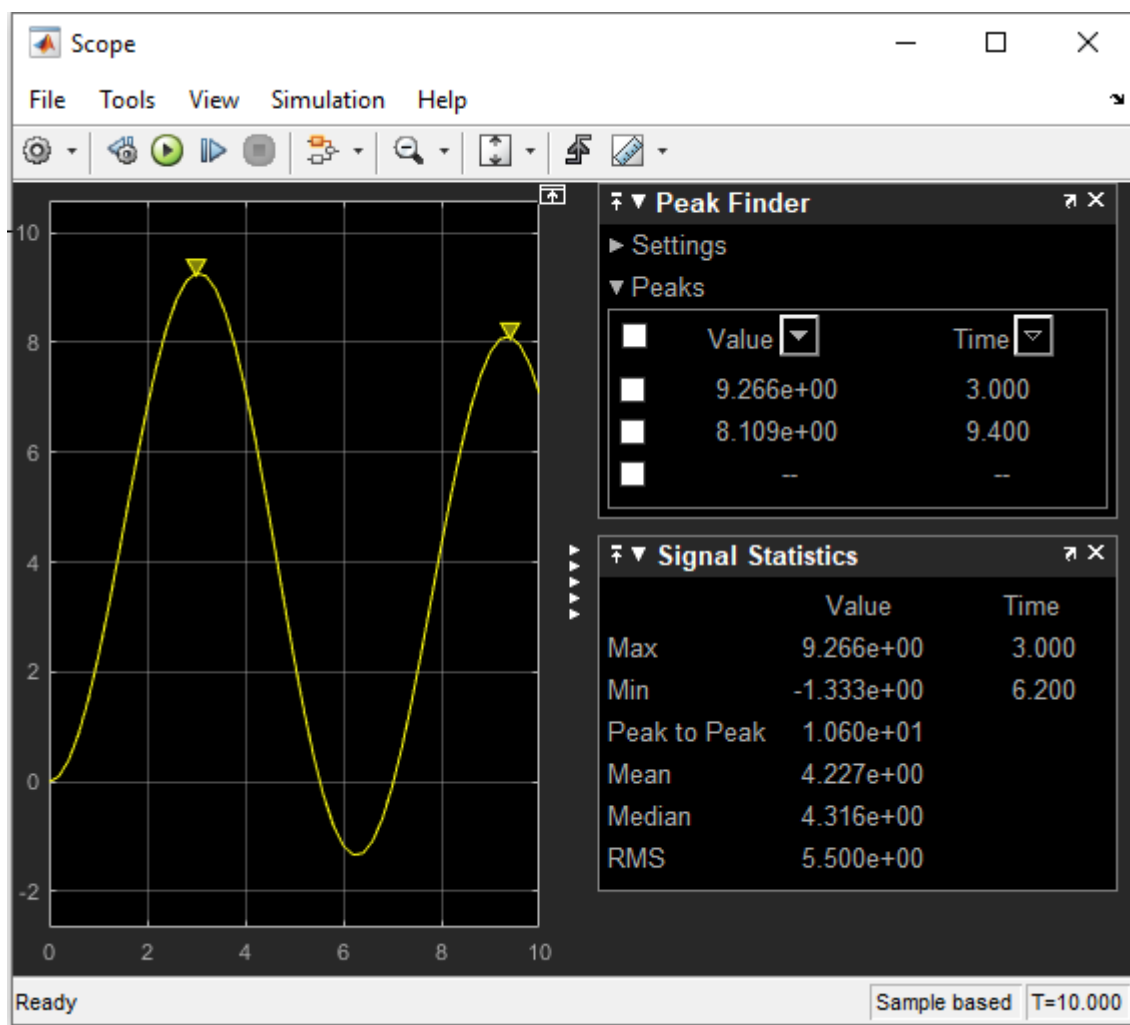 Scope
File Tools View Simulation Help
10
8
6
4
2
0
-2
0 2 4 6 8 10
Peak Finder
Settings
Peaks
Value Time
9.266e+00 3.000
8.109e+00 9.400
-- --
Signal Statistics
Value Time
Max 9.266e+00 3.000
Min -1.333e+00 6.200
Peak to Peak 1.060e+01
Mean 4.227e+00
Median 4.316e+00
RMS 5.500e+00
Ready Sample based T=10.000